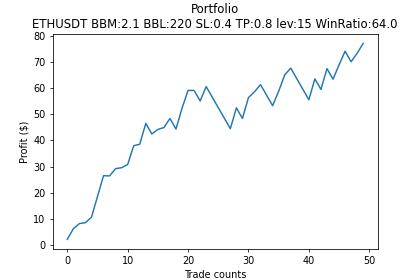 Portfolio
ETHUSDT BBM:2.1 BBL:220 SL:0.4 TP:0.8 lev:15 WinRatio:64.0
80
70
60
50
40
30
20
10
0
Profit ($)
0 10 20 30 40 50
Trade counts